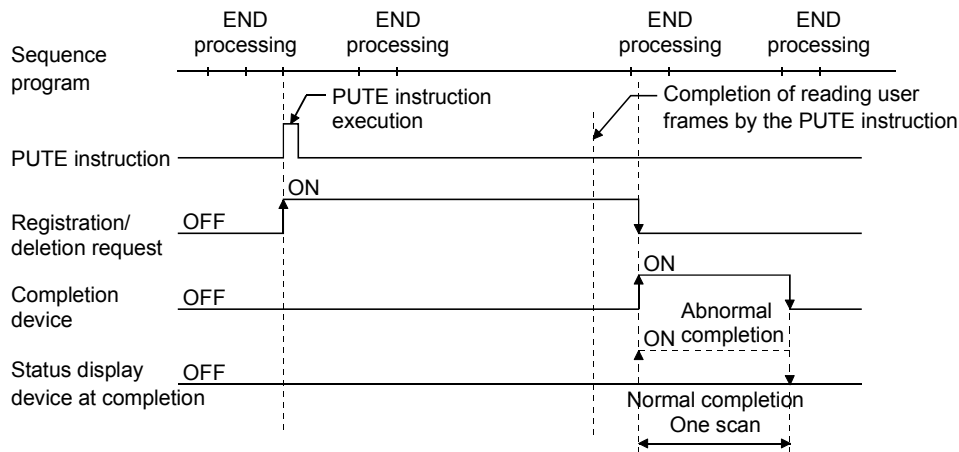 END processing
END processing
END processing
END processing
Sequence program
PUTE instruction execution
Completion of reading user frames by the PUTE instruction
PUTE instruction
ON
Registration/ deletion request
OFF
ON
Completion device
OFF
Abnormal completion
ON
Status display device at completion
OFF
Normal completion
One scan